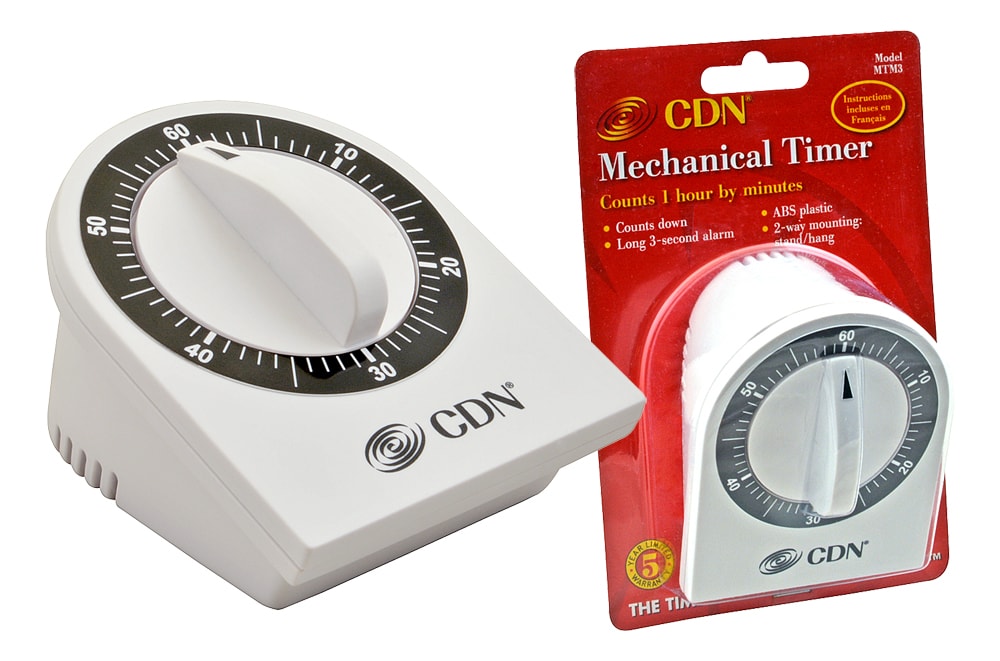 60
10
50
20
40
30
CDN®
Model
MTM3
CDN®
Instructions
incluses en
Français
Mechanical Timer
Counts 1 hour by minutes
• Counts down
• Long 3-second alarm
• ABS plastic
• 2-way mounting:
stand/hang
60
10
50
20
40
30
CDN®
YEAR LIMITED
5
WARRANTY
THE TIM
TM